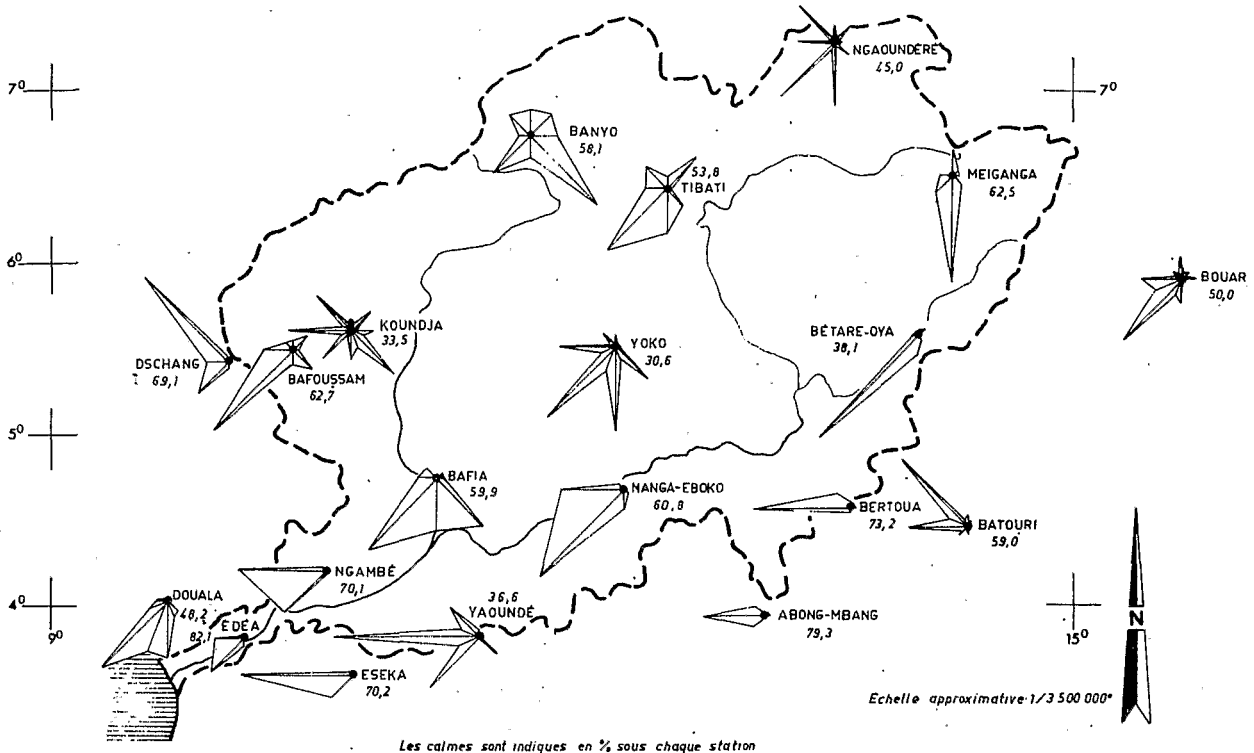 NGAOUNDÉRÉ
45,0
7°
7°
BANYO
58,1
53,8
TIBATI
MEIGANGA
62,5
6°
BOUAR
50,0
KOUNDJA
33,5
YOKO
30,6
BÉTARE-OYA
38,1
DSCHANG
69,1
BAFOUSSAM
62,7
5°
BAFIA
59,9
NANGA-EBOKO
60,8
BERTOUA
73,2
BATOURI
59,0
NGAMBÉ
70,1
DOUALA
48,2
82,1
ÉDÉA
36,6
YAOUNDÉ
ABONG-MBANG
79,3
4°
9°
15°
N
ESEKA
70,2
Echelle approximative 1/3 500 000°
Les calmes sont indiques en % sous chaque station